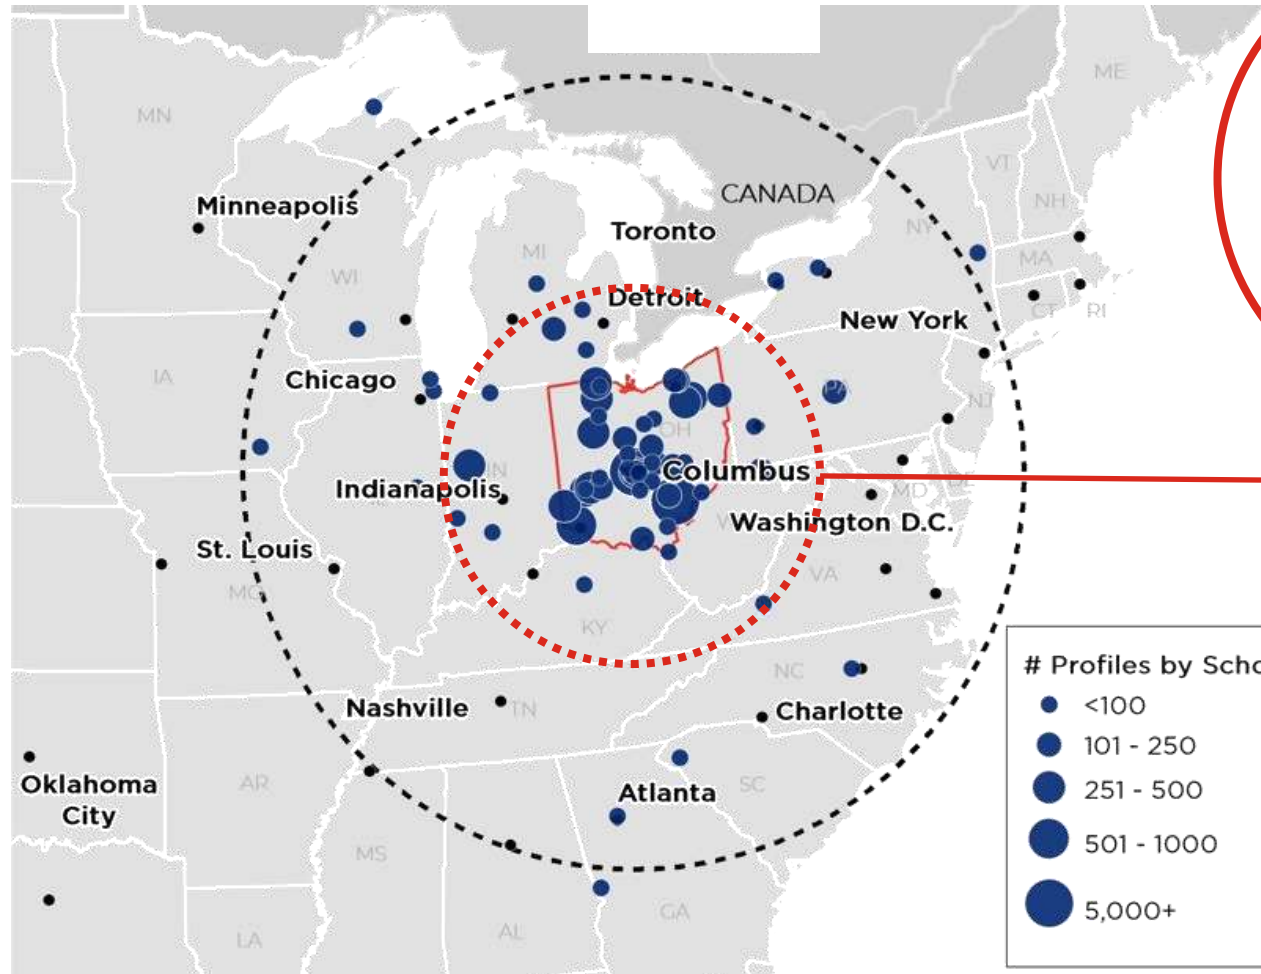 ME
MN
VT
CANADA
NH
Minneapolis
NY
Toronto
MI
MA
WI
Detroit
CT
RI
New York
IA
Chicago
PA
NJ
OH
IN
Columbus
Indianapolis
IL
MD
DE
Washington D.C.
St. Louis
VA
MO
KY
NC
# Profiles by Scho
<100
Nashville
TN
Charlotte
101 - 250
Oklahoma
City
AR
Atlanta
SC
251 - 500
MS
501 - 1000
GA
5,000+
LA
AL